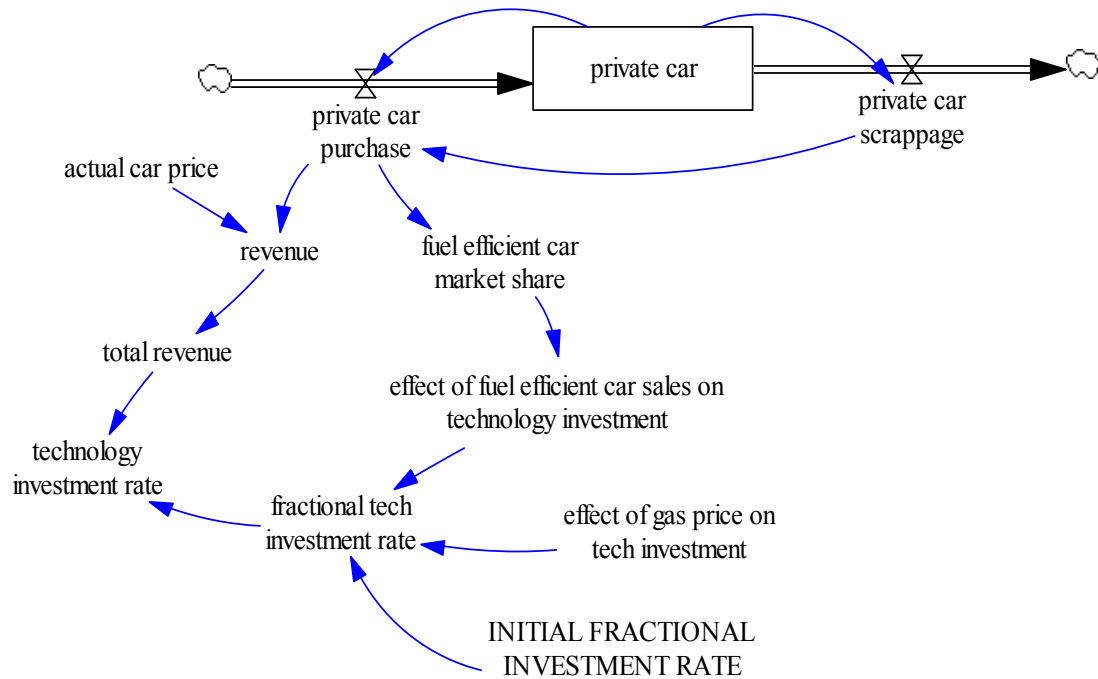 private car
private car
purchase
private car
scrappage
actual car price
revenue
fuel efficient car
market share
total revenue
effect of fuel efficient car sales on
technology investment
technology
investment rate
fractional tech
investment rate
effect of gas price on
tech investment
INITIAL FRACTIONAL
INVESTMENT RATE